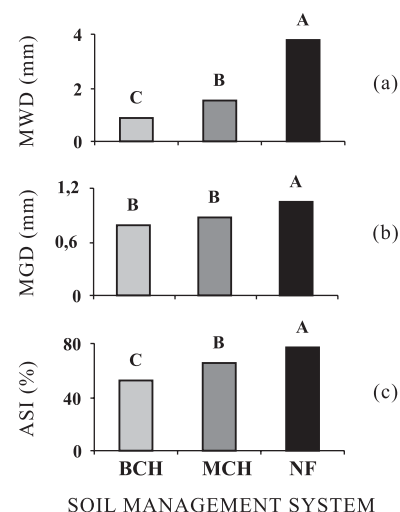 4
A
MWD (mm)
2
B
C
(a)
0
1,2
A
MGD (mm)
B
B
0,6
(b)
0
80
A
B
ASI (%)
C
40
(c)
0
BCH MCH NF
SOIL MANAGEMENT SYSTEM